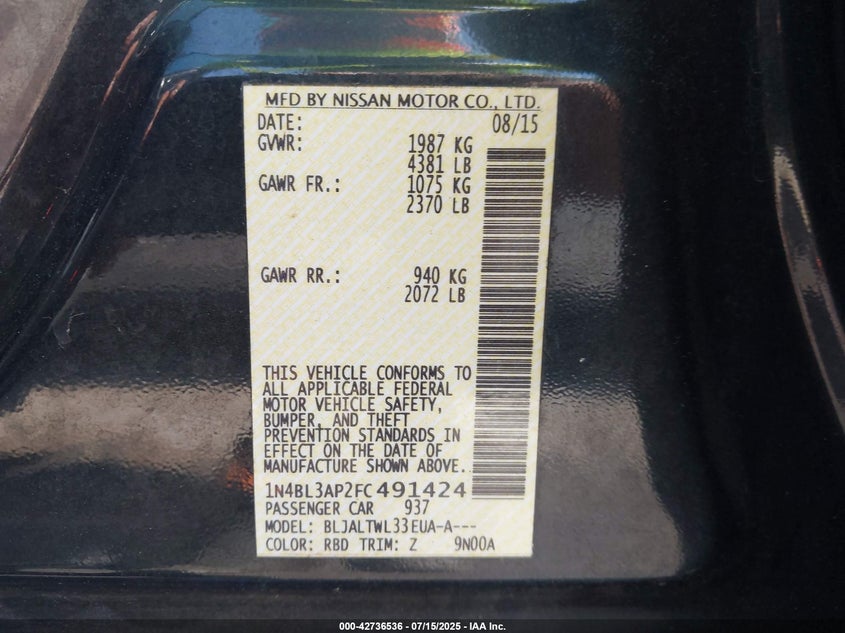 MFD BY NISSAN MOTOR CO., LTD.
DATE: 08/15
GVWR: 1987 KG
4381 LB
GAWR FR.: 1075 KG
2370 LB
GAWR RR.: 940 KG
2072 LB
THIS VEHICLE CONFORMS TO
ALL APPLICABLE FEDERAL
MOTOR VEHICLE SAFETY,
BUMPER, AND THEFT
PREVENTION STANDARDS IN
EFFECT ON THE DATE OF
MANUFACTURE SHOWN ABOVE.
1N4BL3AP2FC491424
PASSENGER CAR 937
MODEL: BLJALTWL33EUA-A---
COLOR: RBD TRIM: Z 9N00A
000-42736536 - 07/15/2025 - IAA Inc.